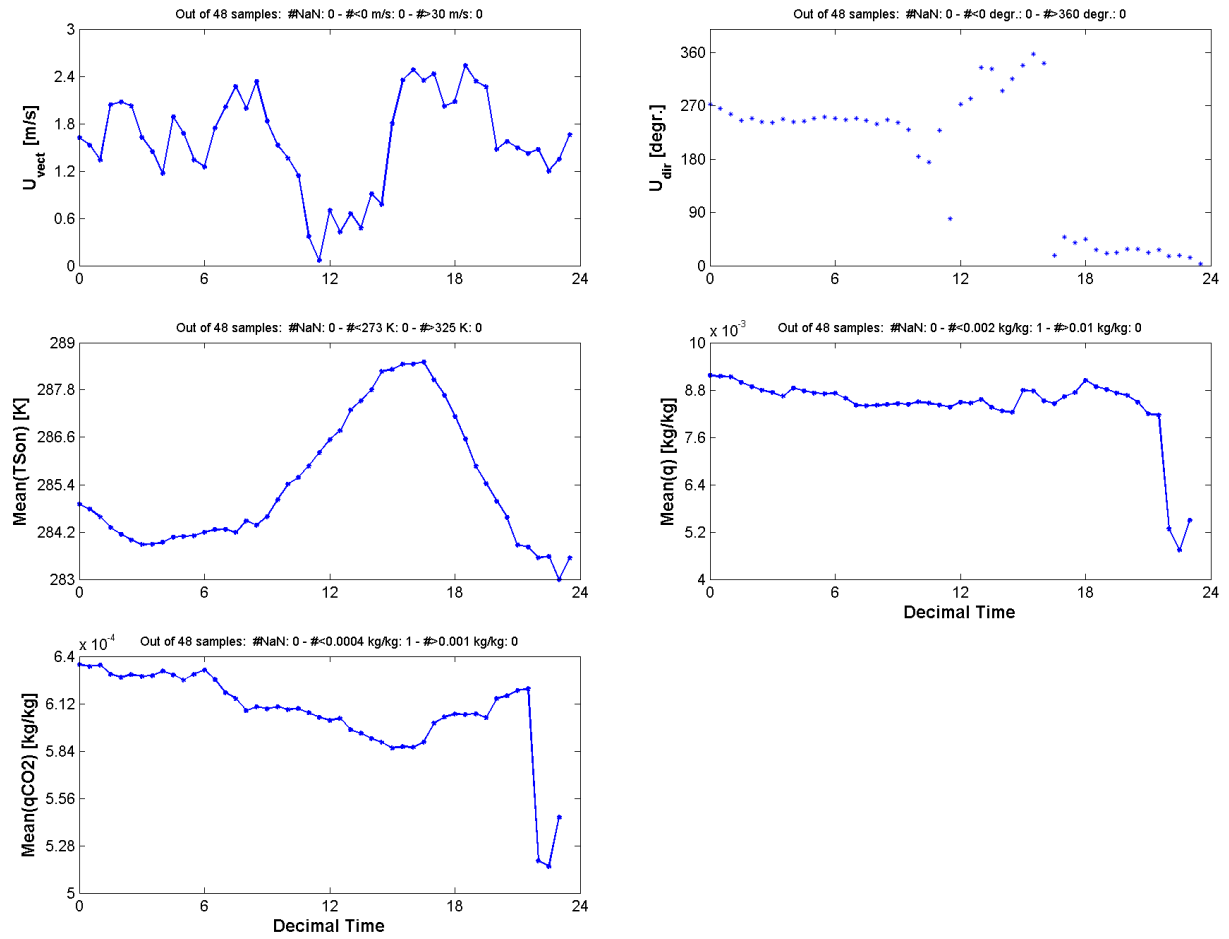 Out of 48 samples: #NaN: 0 - #<0 m/s: 0 - #>30 m/s: 0
3
2.4
1.8
1.2
0.6
0
U_vect [m/s]
0 6 12 18 24
Out of 48 samples: #NaN: 0 - #<0 degr.: 0 - #>360 degr.: 0
360
270
180
90
0
U_dir [degr.]
0 6 12 18 24
Out of 48 samples: #NaN: 0 - #<273 K: 0 - #>325 K: 0
289
287.8
286.6
285.4
284.2
283
Mean(TSon) [K]
0 6 12 18 24
Out of 48 samples: #NaN: 0 - #<0.002 kg/kg: 1 - #>0.01 kg/kg: 0
x 10^-3
10
8.8
7.6
6.4
5.2
4
Mean(q) [kg/kg]
0 6 12 18 24
Decimal Time
Out of 48 samples: #NaN: 0 - #<0.0004 kg/kg: 1 - #>0.001 kg/kg: 0
x 10^-4
6.4
6.12
5.84
5.56
5.28
5
Mean(qCO2) [kg/kg]
0 6 12 18 24
Decimal Time